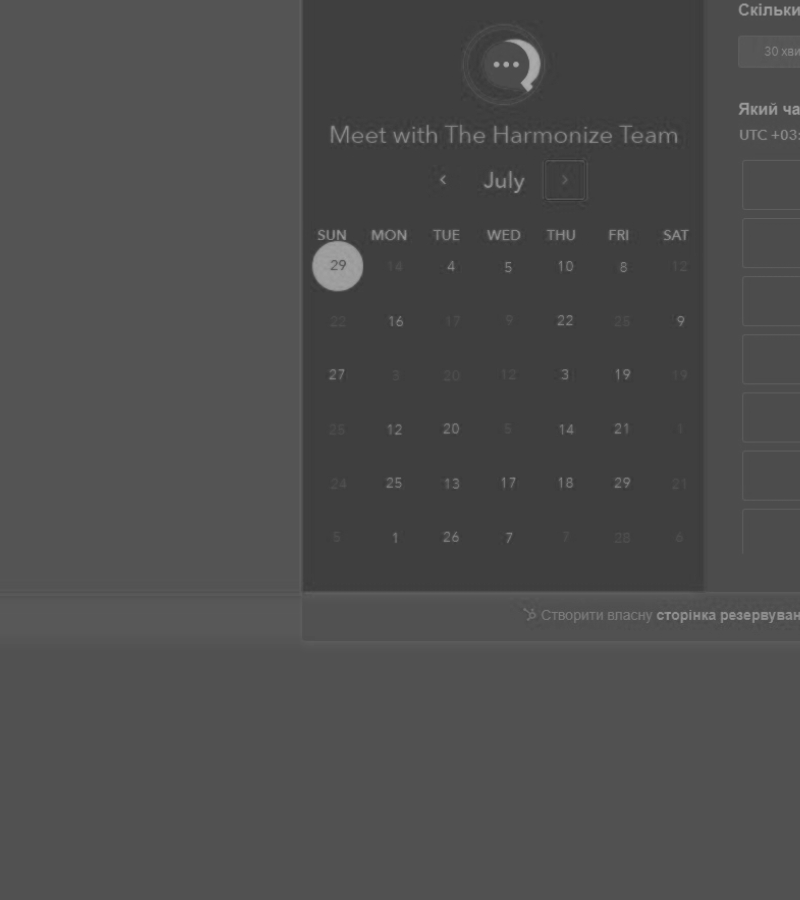 Скільки
30 хви
Meet with The Harmonize Team
Який ча
UTC +03:
July
SUN MON TUE WED THU FRI SAT
29 14 4 5 10 8 12
22 16 17 9 22 25 9
27 3 20 12 3 19 19
25 12 20 5 14 21 1
24 25 13 17 18 29 21
5 1 26 7 7 28 6
Створити власну сторінка резервуван